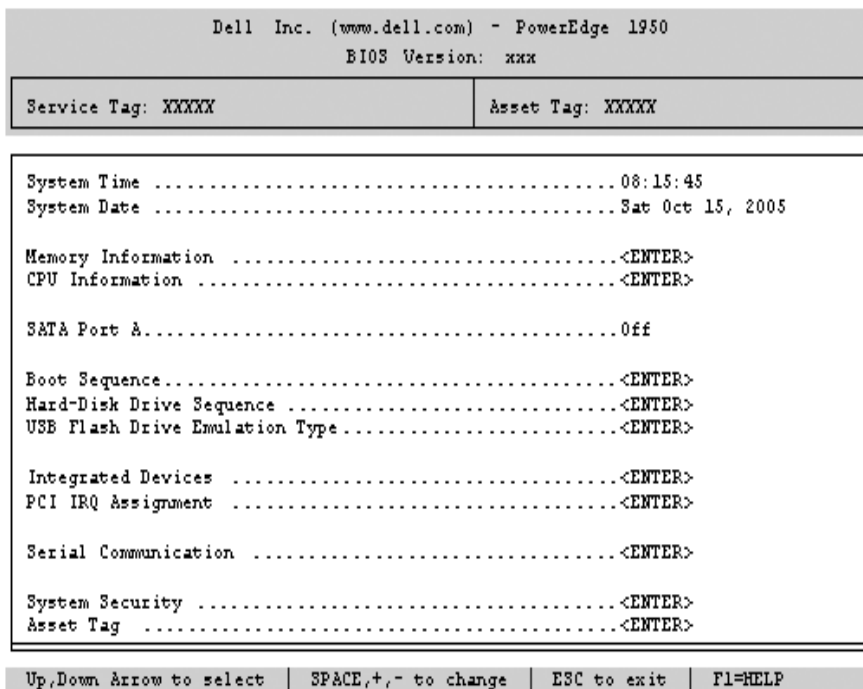 Dell Inc. (www.dell.com) - PowerEdge 1950
BIOS Version: xxx
Service Tag: XXXXX Asset Tag: XXXXX
System Time ............................................08:15:45
System Date ............................................Sat Oct 15, 2005
Memory Information .....................................<ENTER>
CPU Information ........................................<ENTER>
SATA Port A.............................................Off
Boot Sequence...........................................<ENTER>
Hard-Disk Drive Sequence ...............................<ENTER>
USB Flash Drive Emulation Type..........................<ENTER>
Integrated Devices .....................................<ENTER>
PCI IRQ Assignment .....................................<ENTER>
Serial Communication ...................................<ENTER>
System Security ........................................<ENTER>
Asset Tag .............................................<ENTER>
Up,Down Arrow to select | SPACE,+,- to change | ESC to exit | F1=HELP